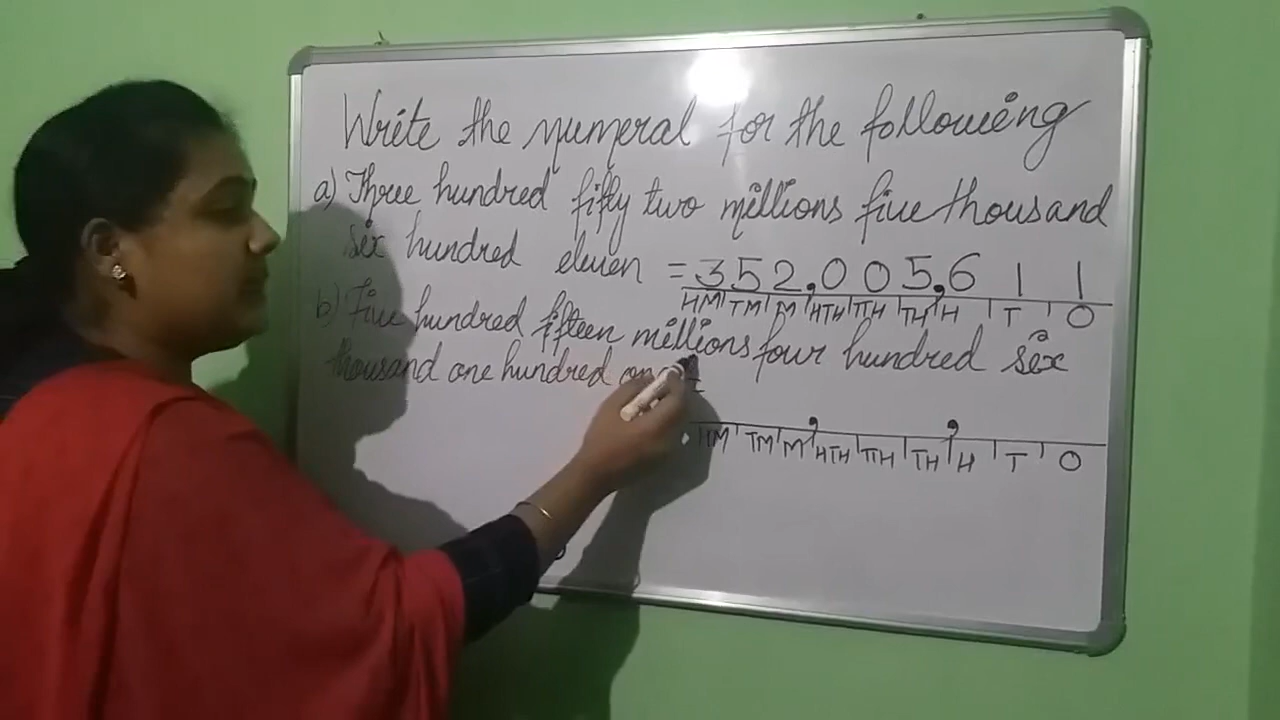 Write the numeral for the following
a) Three hundred fifty two millions five thousand
six hundred eleven = 352,005,611
HM TM M HTH TTH TH H T O
b) Five hundred fifteen millions four hundred six
thousand one hundred one =
, ,
HM TM M HTH TTH TH H T O